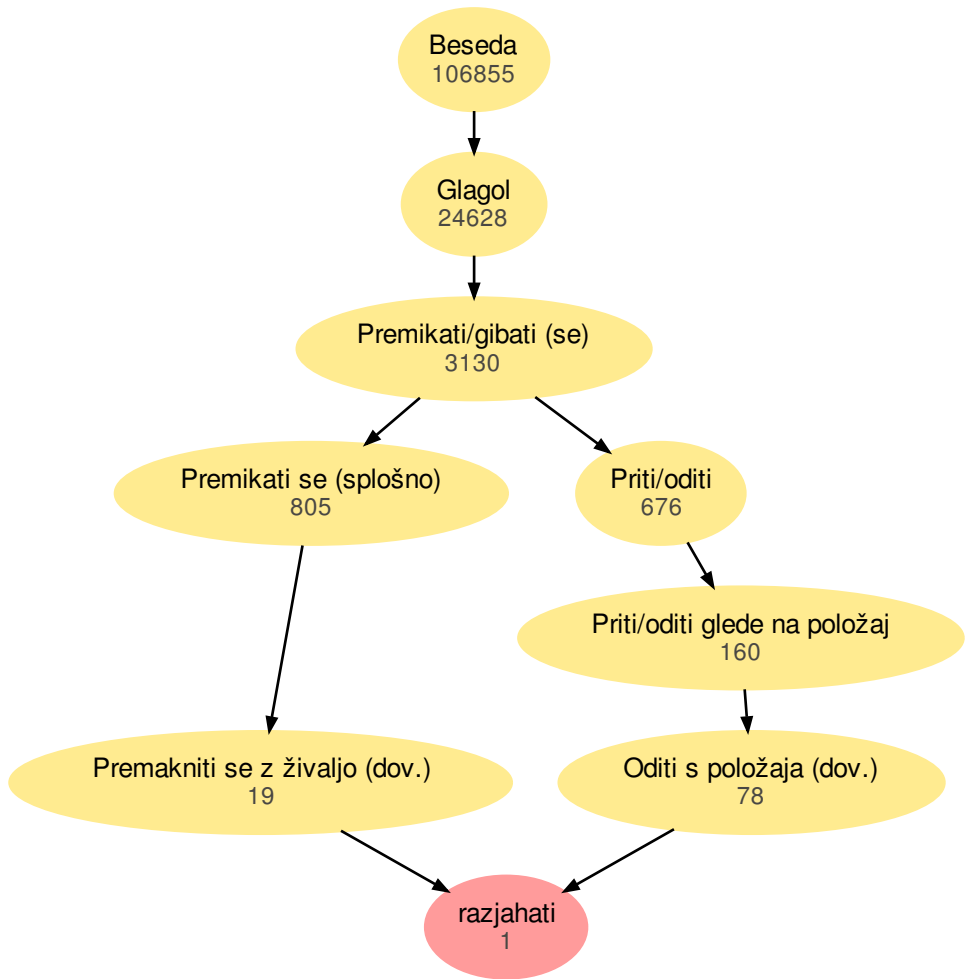 Beseda
106855
Glagol
24628
Premikati/gibati (se)
3130
Premikati se (splošno)
805
Priti/oditi
676
Priti/oditi glede na položaj
160
Premakniti se z živaljo (dov.)
19
Oditi s položaja (dov.)
78
razjahati
1